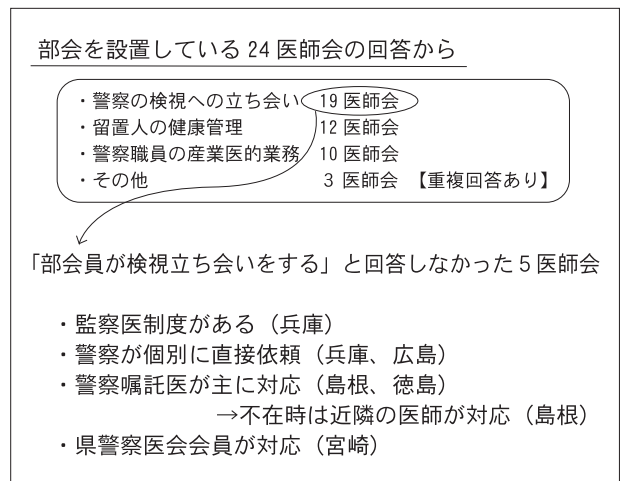 部会を設置している 24 医師会の回答から
・警察の検視への立ち会い 19 医師会
・留置人の健康管理 12 医師会
・警察職員の産業医的業務 10 医師会
・その他 3 医師会 【重複回答あり】
「部会員が検視立ち会いをする」と回答しなかった 5 医師会
・監察医制度がある（兵庫）
・警察が個別に直接依頼（兵庫、広島）
・警察嘱託医が主に対応（島根、徳島）
→不在時は近隣の医師が対応（島根）
・県警察医会会員が対応（宮崎）